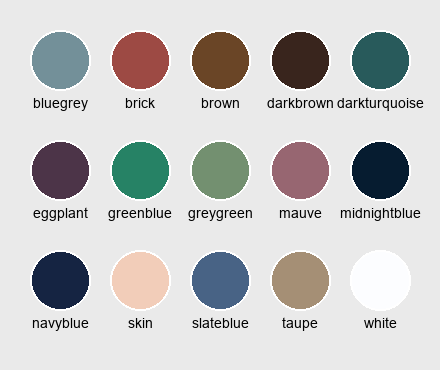 bluegrey brick brown darkbrown darkturquoise
eggplant greenblue greygreen mauve midnightblue
navyblue skin slateblue taupe white